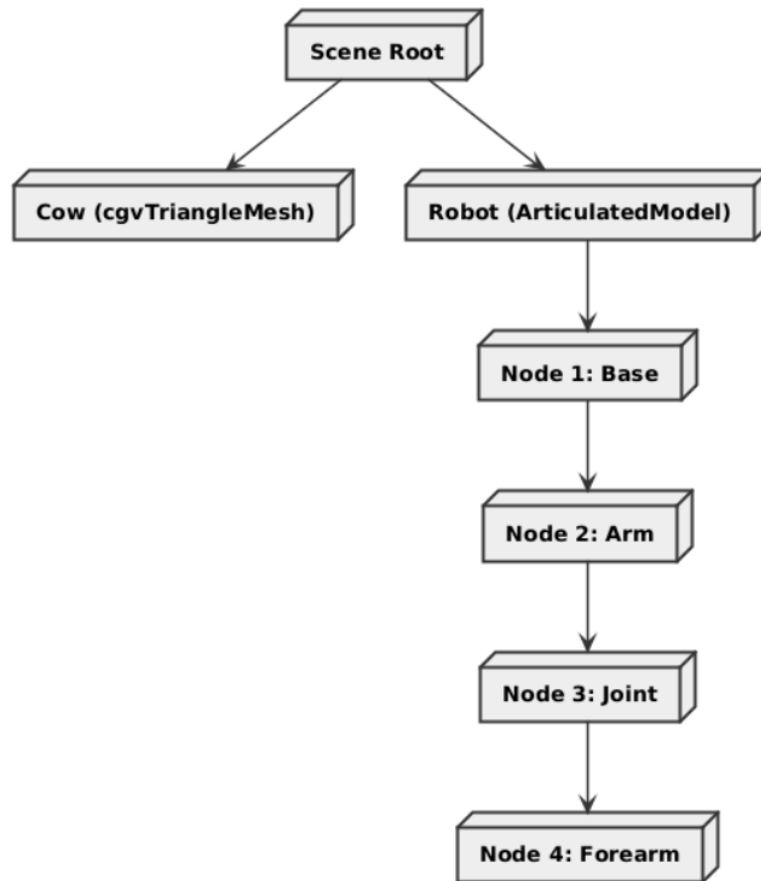 Scene Root
Cow (cgvTriangleMesh)
Robot (ArticulatedModel)
Node 1: Base
Node 2: Arm
Node 3: Joint
Node 4: Forearm